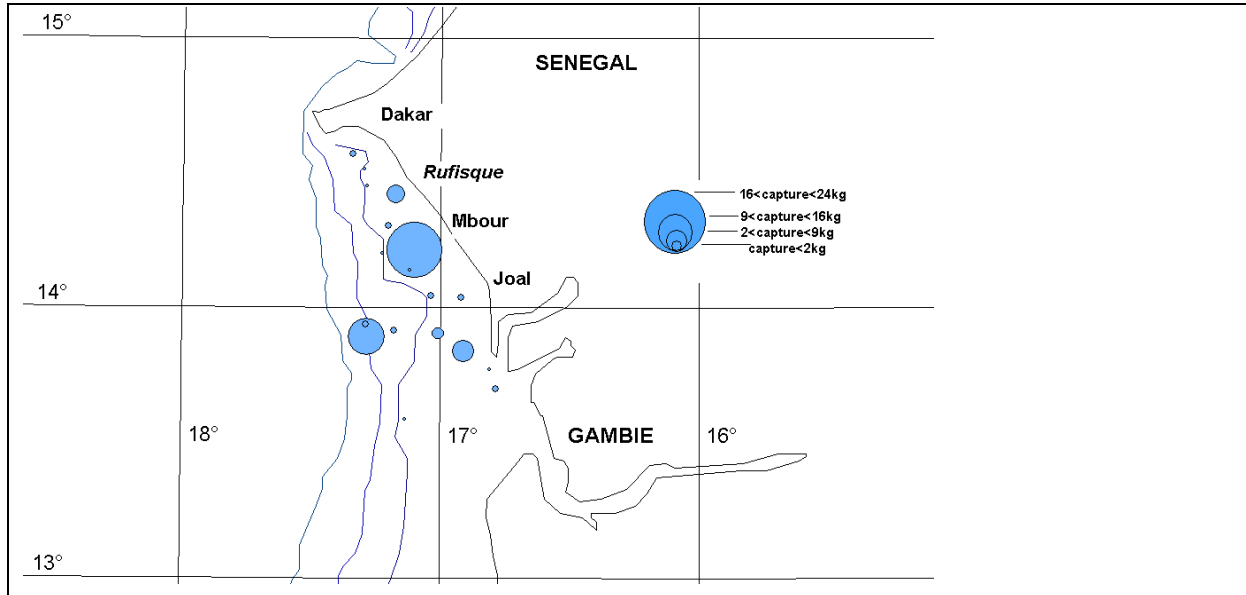 15°
SENEGAL
Dakar
Rufisque
16<capture<24kg
9<capture<16kg
Mbour
2<capture<9kg
capture<2kg
Joal
14°
18°
17°
GAMBIE
16°
13°